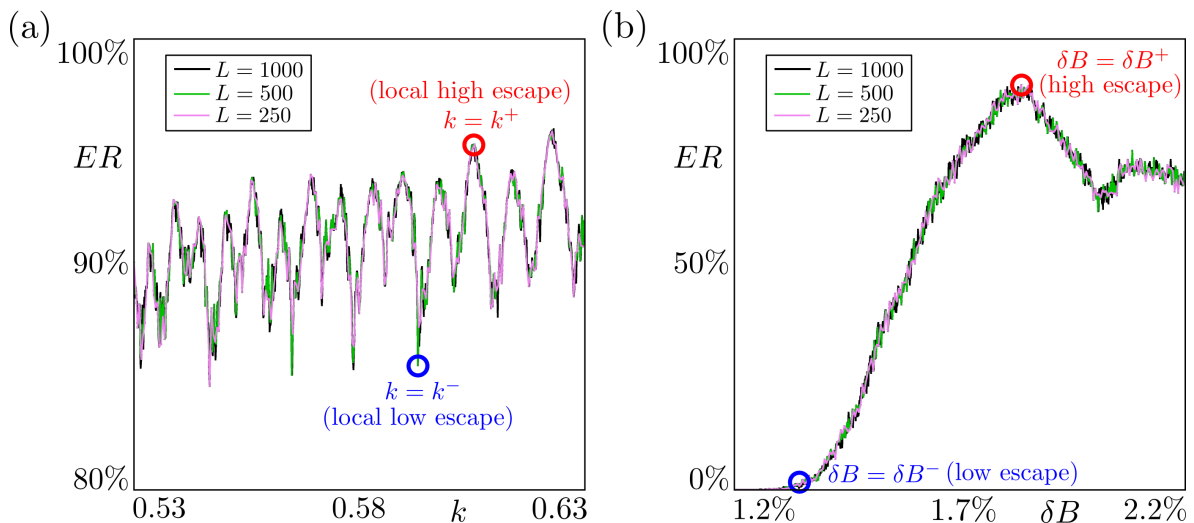 (a)
100%
L = 1000
L = 500
L = 250
(local high escape)
k = k⁺
ER
90%
k = k⁻
(local low escape)
80%
0.53
0.58
k
0.63
(b)
100%
L = 1000
L = 500
L = 250
δB = δB⁺
(high escape)
ER
50%
δB = δB⁻ (low escape)
0%
1.2%
1.7%
δB
2.2%